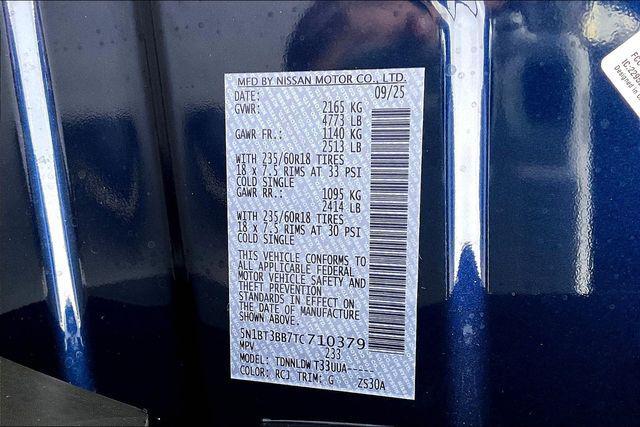 MFD BY NISSAN MOTOR CO., LTD.
DATE: 09/25
GVWR: 2165 KG
4773 LB
GAWR FR.: 1140 KG
2513 LB
WITH 235/60R18 TIRES
18 x 7.5 RIMS AT 33 PSI
COLD SINGLE
GAWR RR.: 1095 KG
2414 LB
WITH 235/60R18 TIRES
18 x 7.5 RIMS AT 30 PSI
COLD SINGLE
THIS VEHICLE CONFORMS TO
ALL APPLICABLE FEDERAL
MOTOR VEHICLE SAFETY AND
THEFT PREVENTION
STANDARDS IN EFFECT ON
THE DATE OF MANUFACTURE
SHOWN ABOVE.
5N1BT3BB7TC710379
MPV 233
MODEL: TDNNLDW T33UUA-----
COLOR: RCJ TRIM: G ZS30A